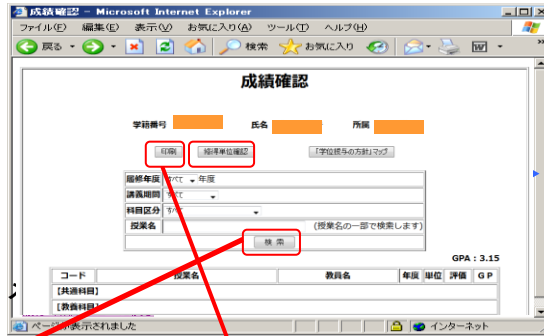 成績確認 - Microsoft Internet Explorer
ファイル(F) 編集(E) 表示(V) お気に入り(A) ツール(T) ヘルプ(H)
戻る 検索 お気に入り
成績確認
学籍番号 氏名 所属
印刷 修得単位確認 「学位授与の方針」マップ
履修年度 すべて 年度
講義期間 すべて
科目区分 すべて
授業名 (授業名の一部で検索します)
検 索
GPA : 3.15
コード 授業名 教員名 年度 単位 評価 G P
【共通科目】
【教養科目】
ページが表示されました インターネット